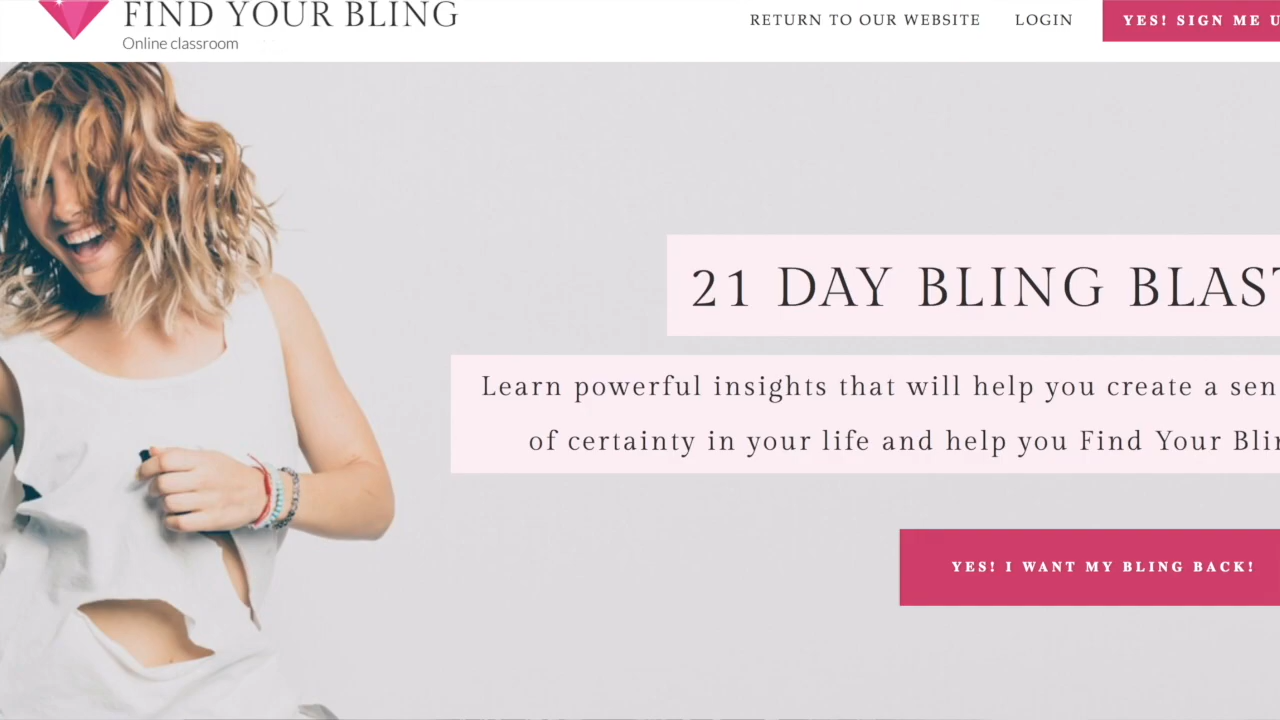 FIND YOUR BLING
Online classroom
RETURN TO OUR WEBSITE
LOGIN
YES! SIGN ME
21 DAY BLING BLAST
Learn powerful insights that will help you create a
of certainty in your life and help you Find Your
YES! I WANT MY BLING BACK!